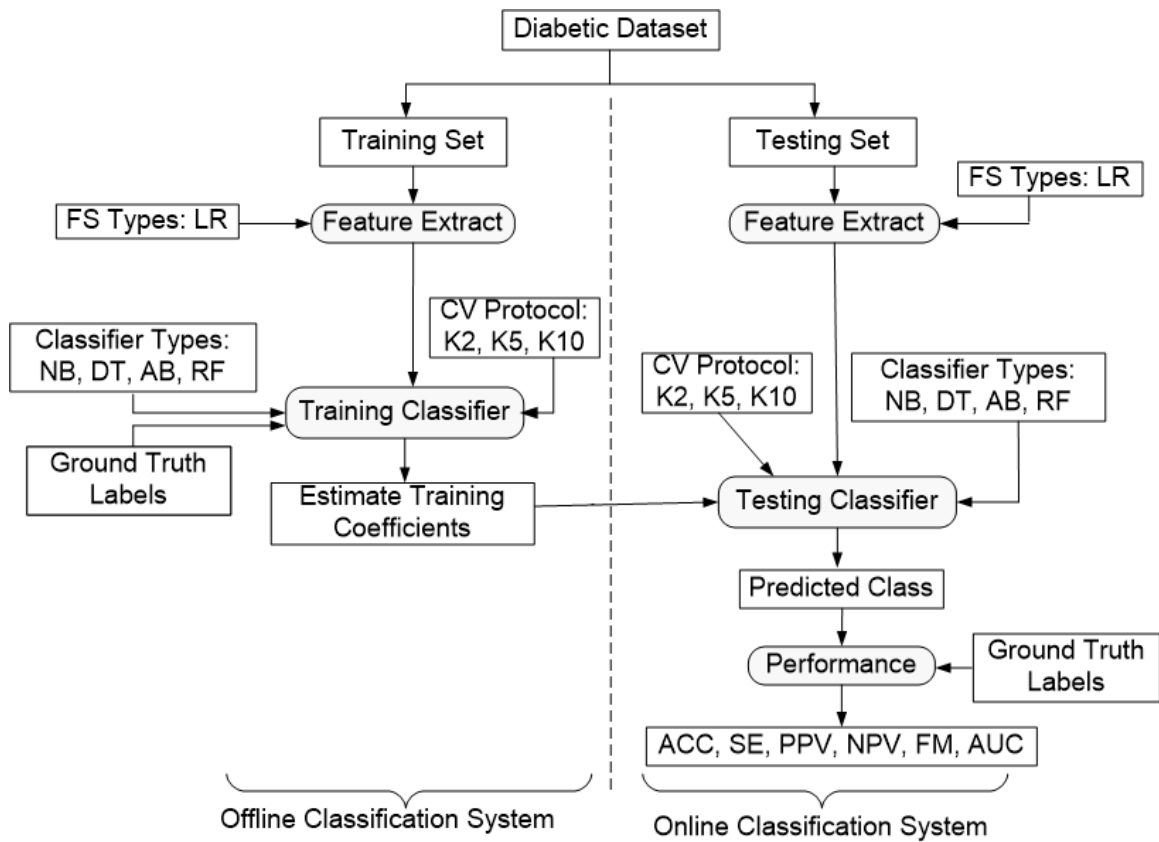 Diabetic Dataset
Training Set
Testing Set
FS Types: LR
Feature Extract
Feature Extract
FS Types: LR
Classifier Types:
NB, DT, AB, RF
CV Protocol:
K2, K5, K10
Training Classifier
Ground Truth
Labels
Estimate Training
Coefficients
CV Protocol:
K2, K5, K10
Classifier Types:
NB, DT, AB, RF
Testing Classifier
Predicted Class
Performance
Ground Truth
Labels
ACC, SE, PPV, NPV, FM, AUC
Offline Classification System
Online Classification System